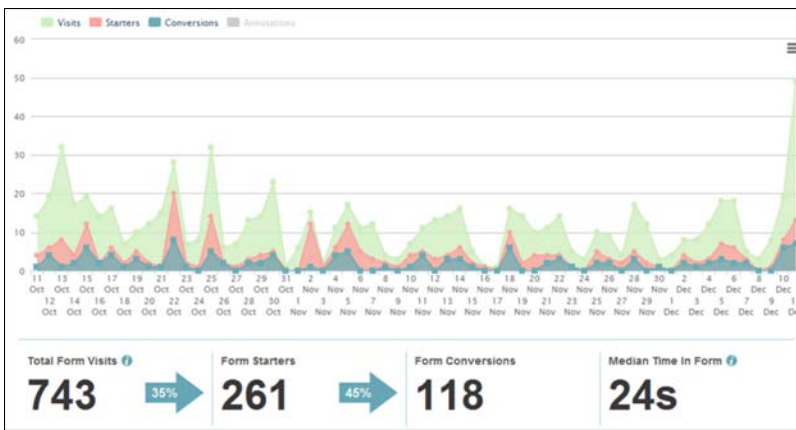 Visits Starters Conversions Annotations
60
50
40
30
20
10
0
11 13 15 17 19 21 23 25 27 29 31 2 4 6 8 10 12 14 16 18 20 22 24 26 28 30 2 4 6 8 10
Oct Oct Oct Oct Oct Oct Oct Oct Oct Oct Oct Nov Nov Nov Nov Nov Nov Nov Nov Nov Nov Nov Nov Nov Nov Nov Dec Dec Dec Dec Dec
12 14 16 18 20 22 24 26 28 30 1 3 5 7 9 11 13 15 17 19 21 23 25 27 29 1 3 5 7 9
Oct Oct Oct Oct Oct Oct Oct Oct Oct Oct Nov Nov Nov Nov Nov Nov Nov Nov Nov Nov Nov Nov Nov Nov Nov Dec Dec Dec Dec Dec
Total Form Visits Form Starters Form Conversions Median Time In Form
743 35% 261 45% 118 24s